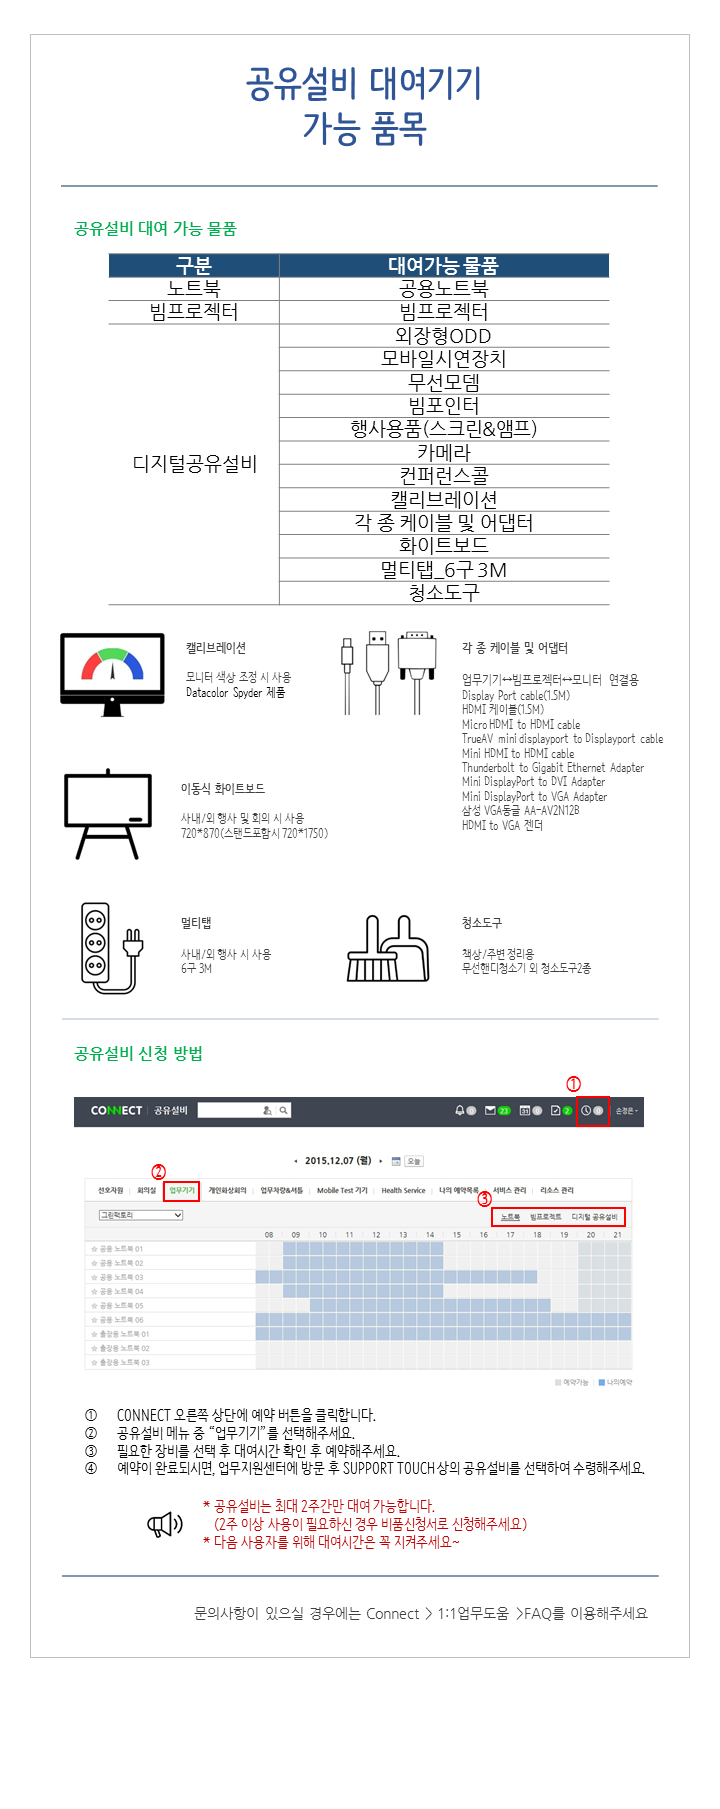 공유설비 대여기기
가능 품목
공유설비 대여 가능 물품
구분 대여가능 물품
노트북 공용노트북
빔프로젝터 빔프로젝터
디지털공유설비
외장형ODD
모바일시연장치
무선모뎀
빔포인터
행사용품(스크린&앰프)
카메라
컨퍼런스콜
캘리브레이션
각 종 케이블 및 어댑터
화이트보드
멀티탭_6구 3M
청소도구
캘리브레이션
모니터 색상 조정 시 사용
Datacolor Spyder 제품
각 종 케이블 및 어댑터
업무기기↔빔프로젝터↔모니터 연결용
Display Port cable(1.5M)
HDMI 케이블(1.5M)
Micro HDMI to HDMI cable
TrueAV mini displayport to Displayport cable
Mini HDMI to HDMI cable
Thunderbolt to Gigabit Ethernet Adapter
Mini DisplayPort to DVI Adapter
Mini DisplayPort to VGA Adapter
삼성 VGA동글 AA-AV2N12B
HDMI to VGA 젠더
이동식 화이트보드
사내/외 행사 및 회의 시 사용
720*870(스탠드포함시 720*1750)
멀티탭
사내/외 행사 시 사용
6구 3M
청소도구
책상/주변 정리용
무선핸디청소기 외 청소도구2종
공유설비 신청 방법
①
CONNECT 공유설비 0 23 31 0 2 0 손정은
2015.12.07 (월) 오늘
②
선호자원 회의실 업무기기 개인화상회의 업무차량&셔틀 Mobile Test 기기 Health Service 나의 예약목록 서비스 관리 리소스 관리
③
그린팩토리 노트북 빔프로젝트 디지털 공유설비
08 09 10 11 12 13 14 15 16 17 18 19 20 21
☆ 공용 노트북 01
☆ 공용 노트북 02
☆ 공용 노트북 03
☆ 공용 노트북 04
☆ 공용 노트북 05
☆ 공용 노트북 06
☆ 출장용 노트북 01
☆ 출장용 노트북 02
☆ 출장용 노트북 03
예약가능 나의예약
① CONNECT 오른쪽 상단에 예약 버튼을 클릭합니다.
② 공유설비 메뉴 중 “업무기기”를 선택해주세요.
③ 필요한 장비를 선택 후 대여시간 확인 후 예약해주세요.
④ 예약이 완료되시면, 업무지원센터에 방문 후 SUPPORT TOUCH 상의 공유설비를 선택하여 수령해주세요.
* 공유설비는 최대 2주간만 대여 가능합니다.
(2주 이상 사용이 필요하신 경우 비품신청서로 신청해주세요)
* 다음 사용자를 위해 대여시간은 꼭 지켜주세요~
문의사항이 있으실 경우에는 Connect > 1:1업무도움 >FAQ를 이용해주세요